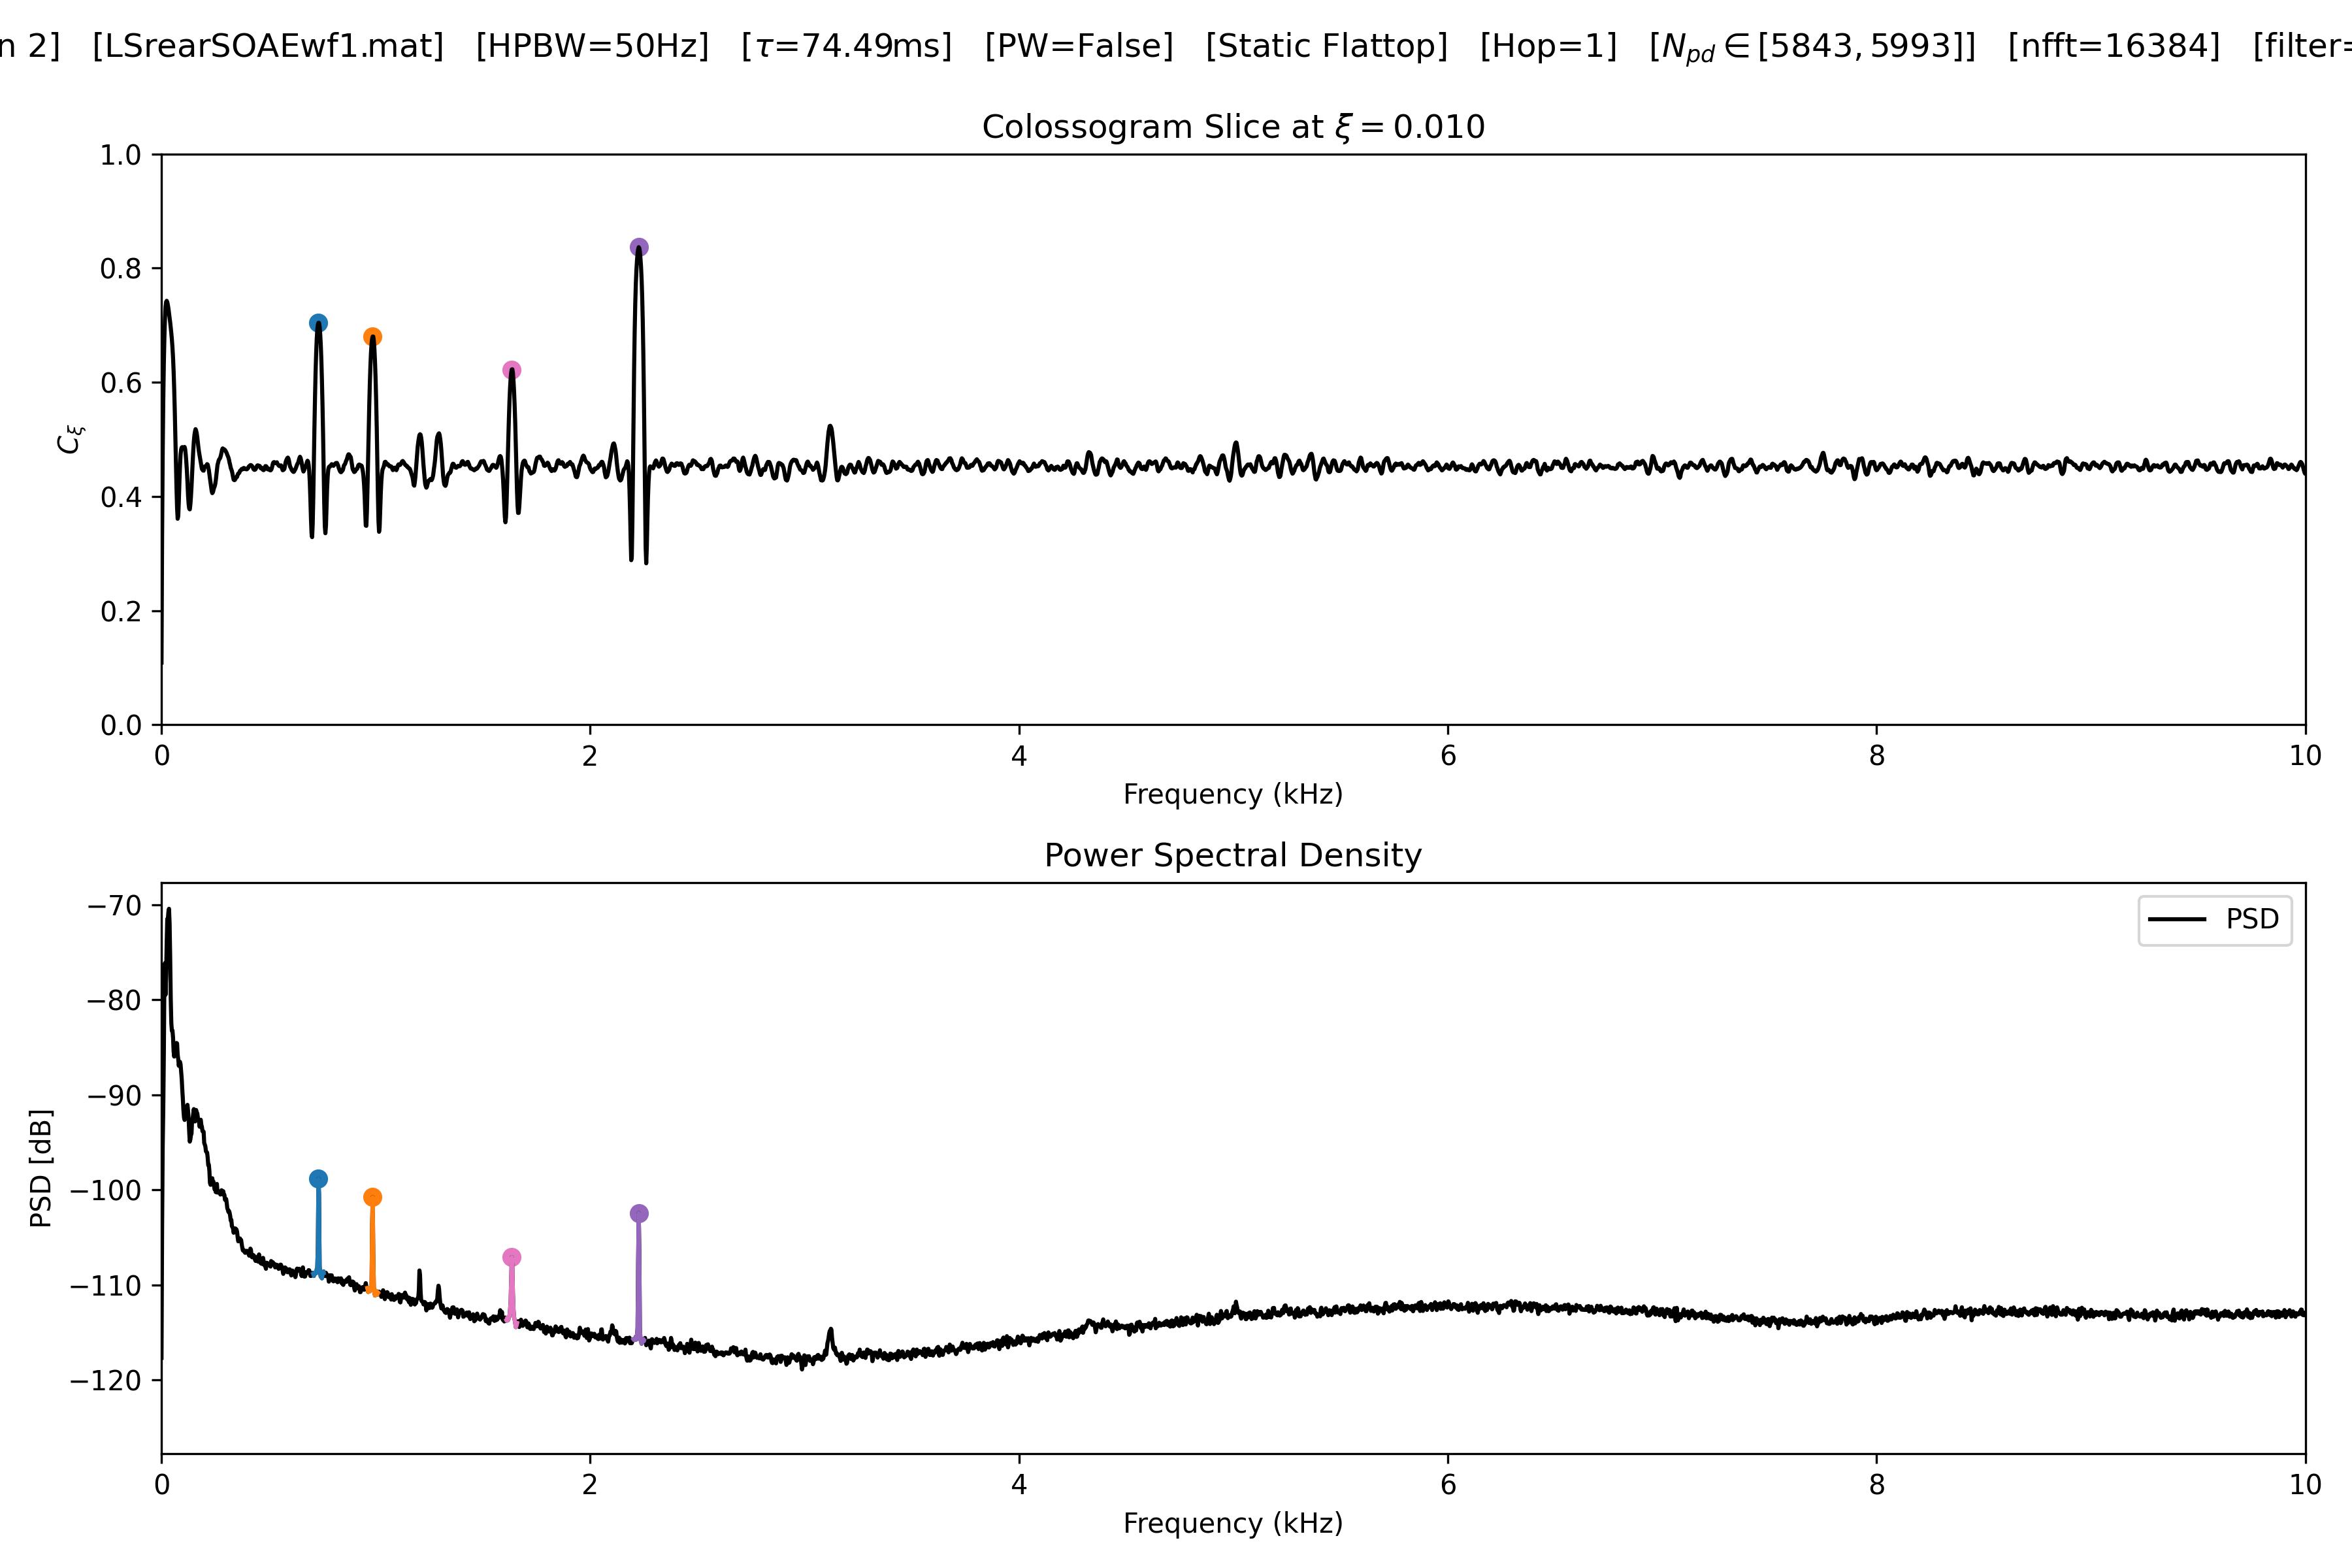 n 2] [LSrearSOAEwf1.mat] [HPBW=50Hz] [τ=74.49ms] [PW=False] [Static Flattop] [Hop=1] [N_pd ∈ [5843, 5993]] [nfft=16384] [filter=
Colossogram Slice at ξ = 0.010
1.0
0.8
0.6
0.4
0.2
0.0
C_ξ
0 2 4 6 8 10
Frequency (kHz)
Power Spectral Density
−70
−80
−90
−100
−110
−120
PSD [dB]
PSD
0 2 4 6 8 10
Frequency (kHz)